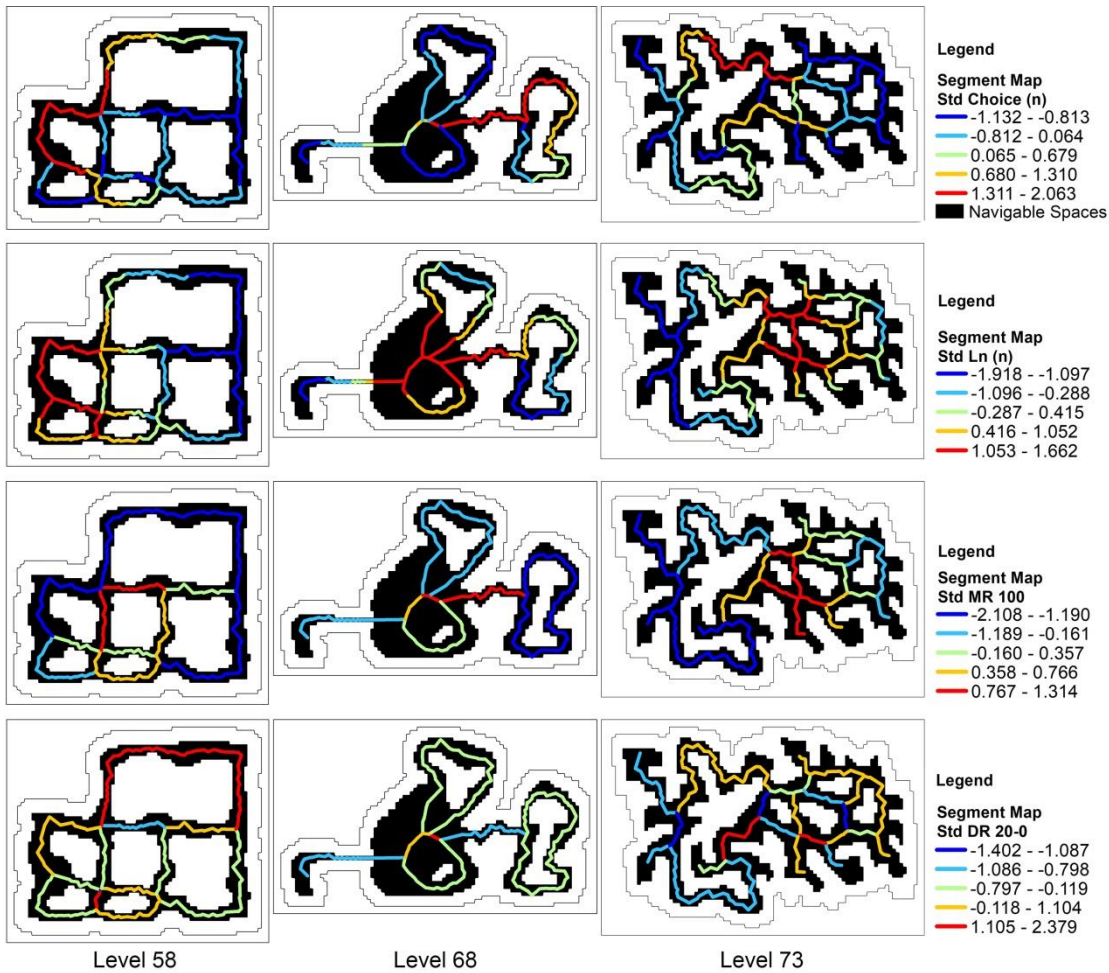 Legend
Segment Map
Std Choice (n)
-1.132 - -0.813
-0.812 - 0.064
0.065 - 0.679
0.680 - 1.310
1.311 - 2.063
Navigable Spaces
Legend
Segment Map
Std Ln (n)
-1.918 - -1.097
-1.096 - -0.288
-0.287 - 0.415
0.416 - 1.052
1.053 - 1.662
Legend
Segment Map
Std MR 100
-2.108 - -1.190
-1.189 - -0.161
-0.160 - 0.357
0.358 - 0.766
0.767 - 1.314
Legend
Segment Map
Std DR 20-0
-1.402 - -1.087
-1.086 - -0.798
-0.797 - -0.119
-0.118 - 1.104
1.105 - 2.379
Level 58
Level 68
Level 73